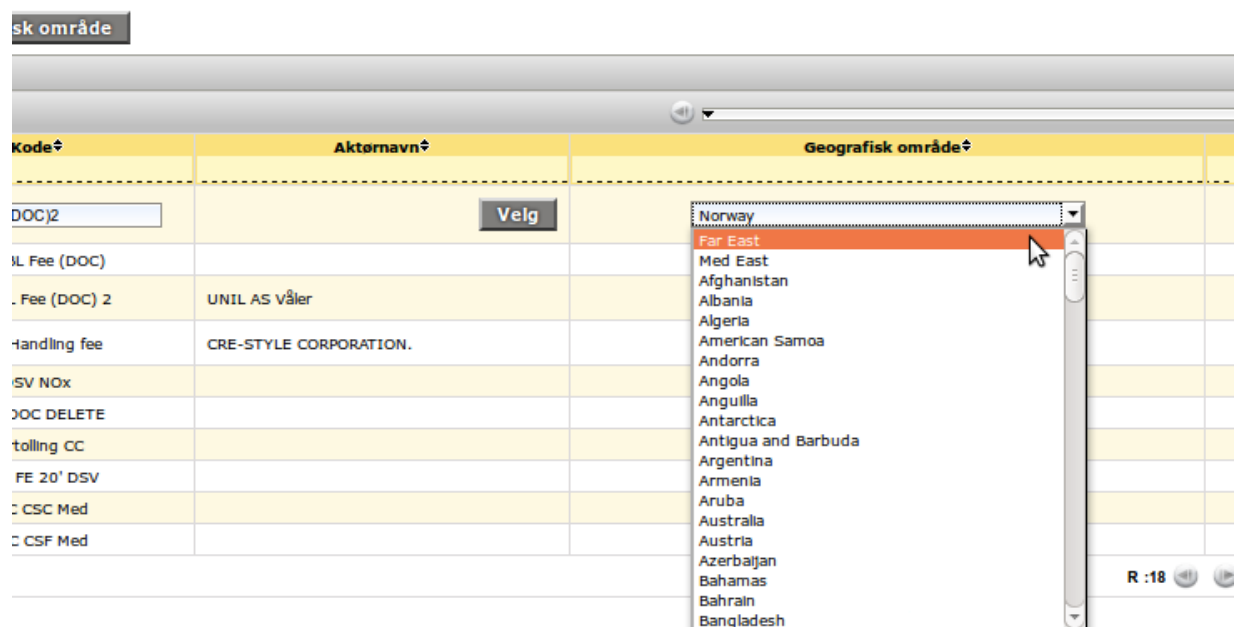 sk område
Kode Aktørnavn Geografisk område
DOC)2 Velg Norway
Far East
BL Fee (DOC) Med East
Afghanistan
. Fee (DOC) 2 UNIL AS Våler Albania
Algeria
Handling fee CRE-STYLE CORPORATION. American Samoa
Andorra
DSV NOx Angola
Anguilla
DOC DELETE Antarctica
tolling CC Antigua and Barbuda
Argentina
FE 20' DSV Armenia
Aruba
C CSC Med Australia
C CSF Med Austria
Azerbaijan
R :18 Bahamas
Bahrain
Bangladesh